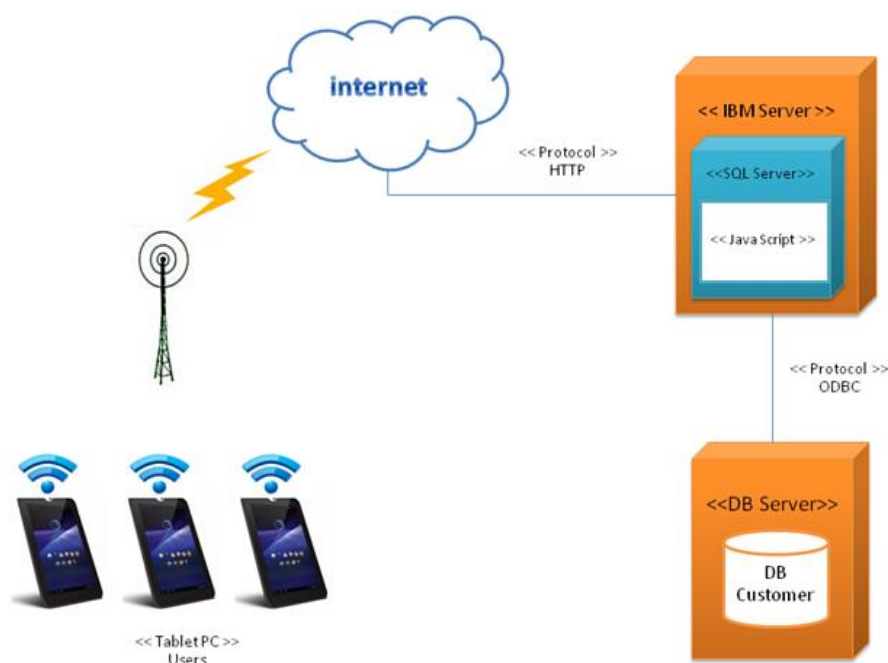 internet
<< Protocol >>
HTTP
<< IBM Server >>
<<SQL Server>>
<< Java Script >>
<< Protocol >>
ODBC
<<DB Server>>
DB
Customer
<< Tablet PC >>
Users